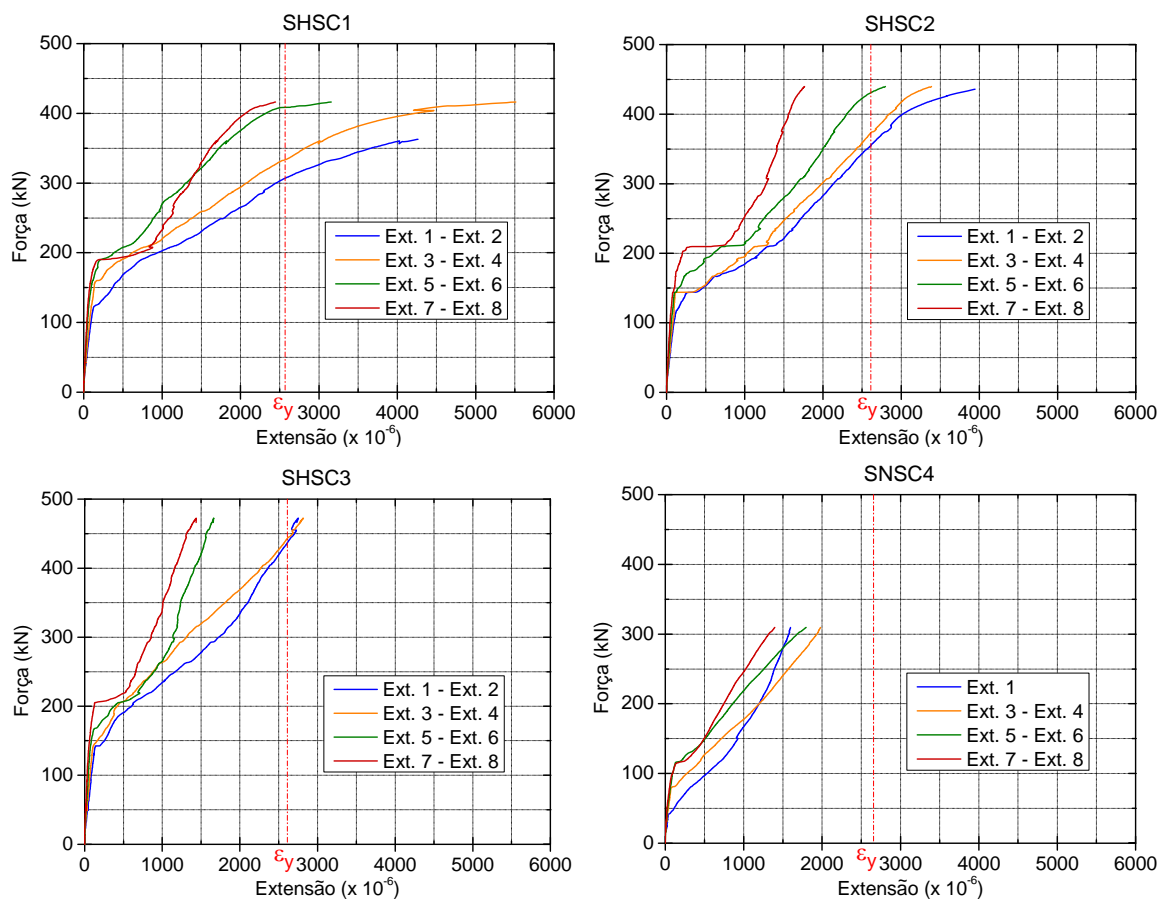 SHSC1
500
400
300
200
100
0
Força (kN)
Ext. 1 - Ext. 2
Ext. 3 - Ext. 4
Ext. 5 - Ext. 6
Ext. 7 - Ext. 8
0 1000 2000 3000 4000 5000 6000
εy
Extensão (x 10-6)
SHSC2
500
400
300
200
100
0
Força (kN)
Ext. 1 - Ext. 2
Ext. 3 - Ext. 4
Ext. 5 - Ext. 6
Ext. 7 - Ext. 8
0 1000 2000 3000 4000 5000 6000
εy
Extensão (x 10-6)
SHSC3
500
400
300
200
100
0
Força (kN)
Ext. 1 - Ext. 2
Ext. 3 - Ext. 4
Ext. 5 - Ext. 6
Ext. 7 - Ext. 8
0 1000 2000 3000 4000 5000 6000
εy
Extensão (x 10-6)
SNSC4
500
400
300
200
100
0
Força (kN)
Ext. 1
Ext. 3 - Ext. 4
Ext. 5 - Ext. 6
Ext. 7 - Ext. 8
0 1000 2000 3000 4000 5000 6000
εy
Extensão (x 10-6)